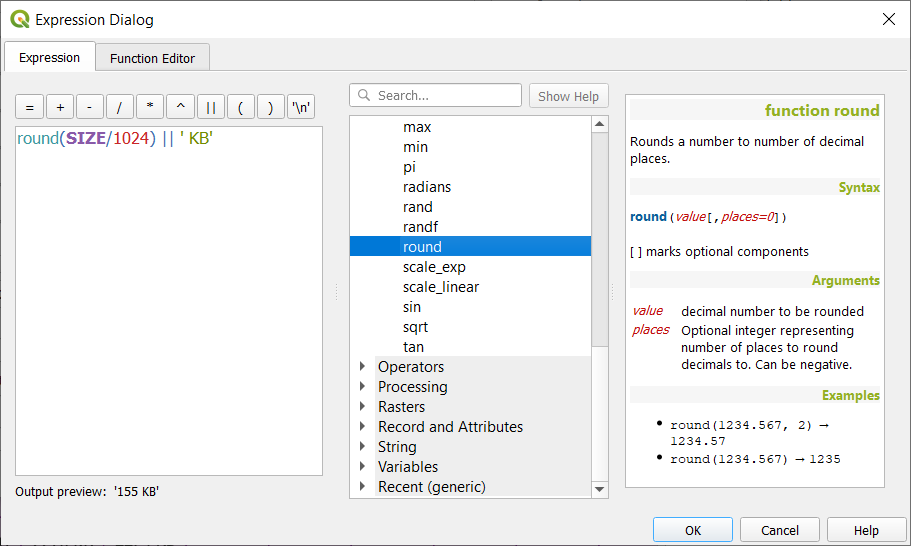 Expression Dialog
Expression
Function Editor
= + - / * ^ || ( ) '\n'
round(SIZE/1024) || ' KB'
Output preview: '155 KB'
Search...
Show Help
max
min
pi
radians
rand
randf
round
scale_exp
scale_linear
sin
sqrt
tan
Operators
Processing
Rasters
Record and Attributes
String
Variables
Recent (generic)
function round
Rounds a number to number of decimal
places.
Syntax
round(value[,places=0])
[ ] marks optional components
Arguments
value decimal number to be rounded
places Optional integer representing
number of places to round
decimals to. Can be negative.
Examples
• round(1234.567, 2) →
1234.57
• round(1234.567) → 1235
OK
Cancel
Help